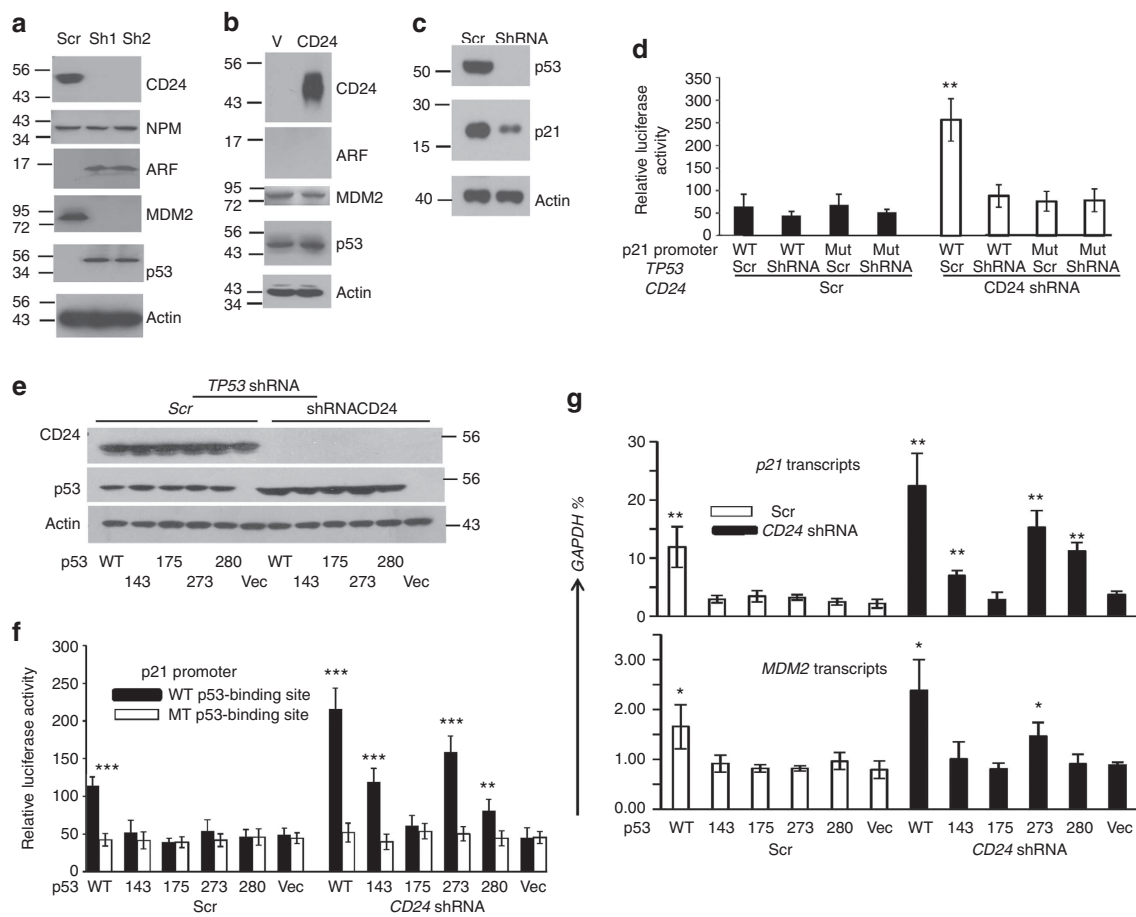 a
Scr Sh1 Sh2
56
43
CD24
43
34
NPM
17
ARF
95
72
MDM2
56
34
p53
56
43
Actin
b
V CD24
56
43
CD24
17
ARF
95
72
MDM2
56
43
p53
43
34
Actin
c
Scr ShRNA
50
p53
30
15
p21
40
Actin
d
Relative luciferase
activity
350
300
250
200
150
100
50
0
**
p21 promoter WT WT Mut Mut WT WT Mut Mut
TP53 Scr ShRNA Scr ShRNA Scr ShRNA Scr ShRNA
CD24 Scr CD24 shRNA
e
TP53 shRNA
Scr shRNACD24
CD24 56
p53 56
Actin 43
p53 WT 175 280 WT 175 280
143 273 Vec 143 273 Vec
f
Relative luciferase activity
300
250
200
150
100
50
0
p21 promoter
WT p53-binding site
MT p53-binding site
*** *** *** *** **
p53 WT 143 175 273 280 Vec WT 143 175 273 280 Vec
Scr CD24 shRNA
g
GAPDH %
30
20
10
0
p21 transcripts
Scr
CD24 shRNA
** ** ** ** **
3.00
2.00
1.00
0.00
MDM2 transcripts
* * *
p53 WT 143 175 273 280 Vec WT 143 175 273 280 Vec
Scr CD24 shRNA